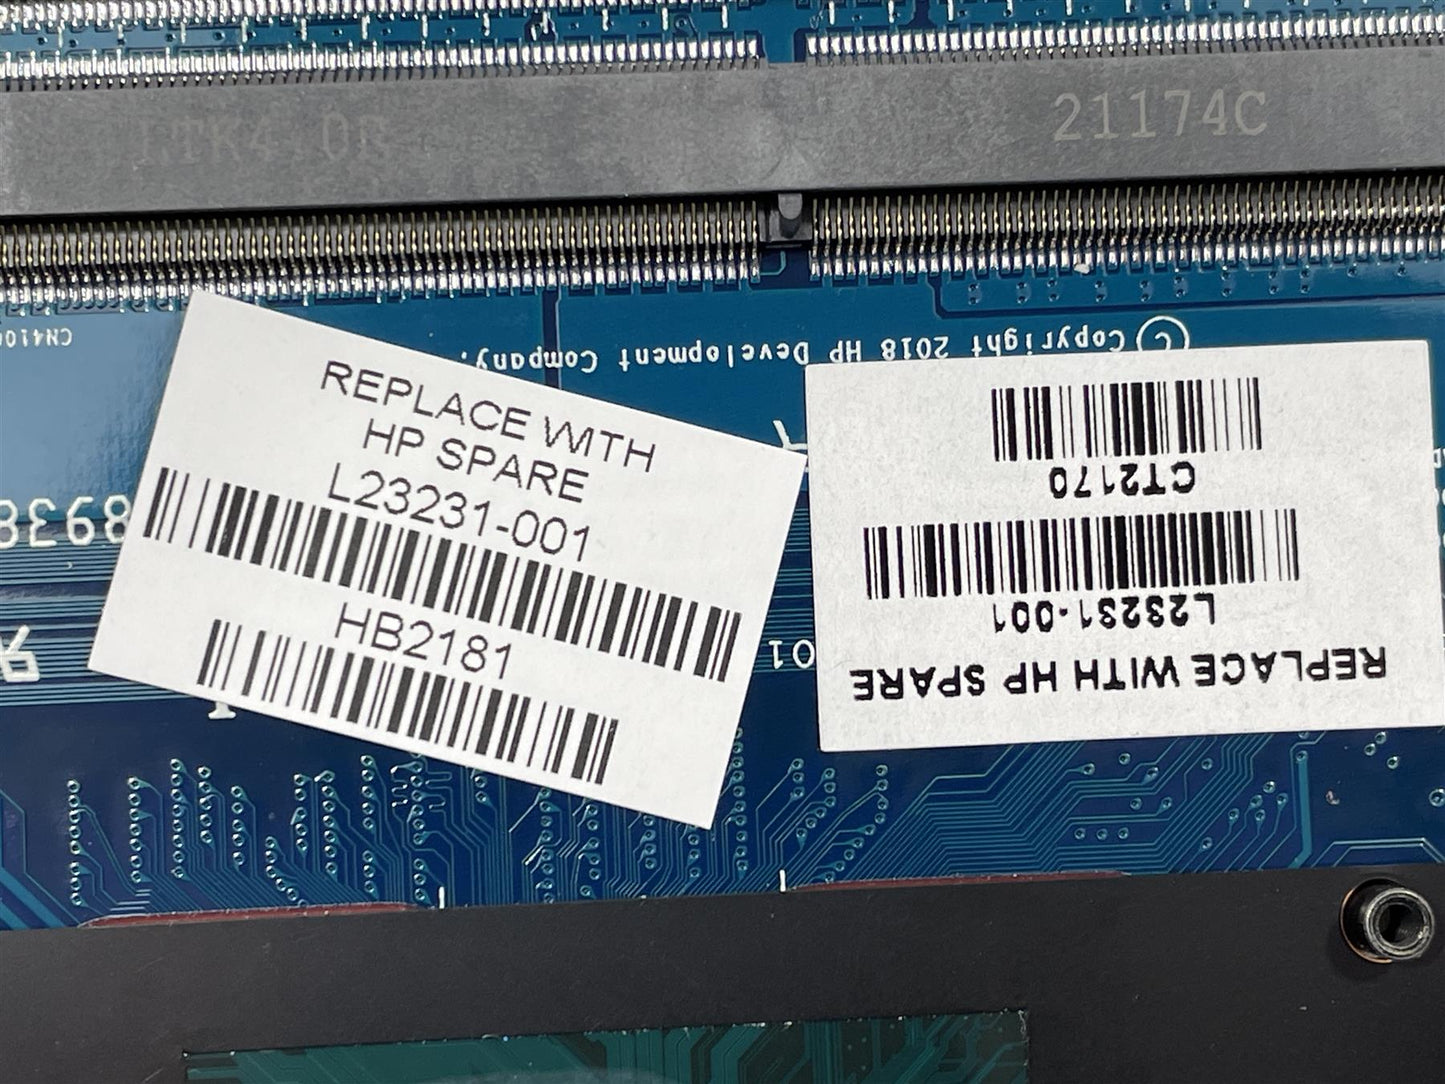 21174C
© Copyright 2018 HP Development Company.
REPLACE WITH
HP SPARE
L23231-001
HB2181
REPLACE WITH HP SPARE
L23231-001
CT2170